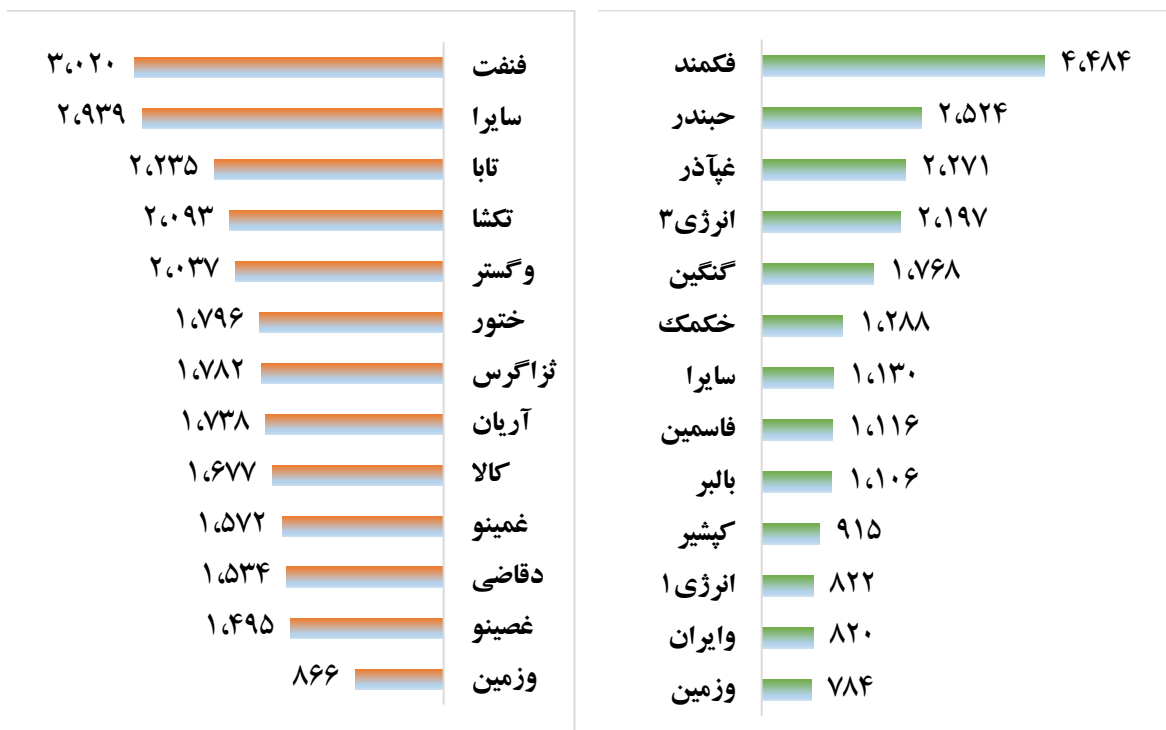 فکمند ۴،۴۸۴
حبندر ۲،۵۲۴
غپآذر ۲،۲۷۱
انرژی۳ ۲،۱۹۷
گنگین ۱،۷۶۸
خکمک ۱،۲۸۸
سایرا ۱،۱۳۰
فاسمین ۱،۱۱۶
بالبر ۱،۱۰۶
کپشیر ۹۱۵
انرژی۱ ۸۲۲
وایران ۸۲۰
وزمین ۷۸۴
فنفت ۳،۰۲۰
سایرا ۲،۹۳۹
تابا ۲،۲۳۵
تکشا ۲،۰۹۳
وگستر ۲،۰۳۷
ختور ۱،۷۹۶
ثزاگرس ۱،۷۸۲
آریان ۱،۷۳۸
کالا ۱،۶۷۷
غمینو ۱،۵۷۲
دقاضی ۱،۵۳۴
غصینو ۱،۴۹۵
وزمین ۸۶۶